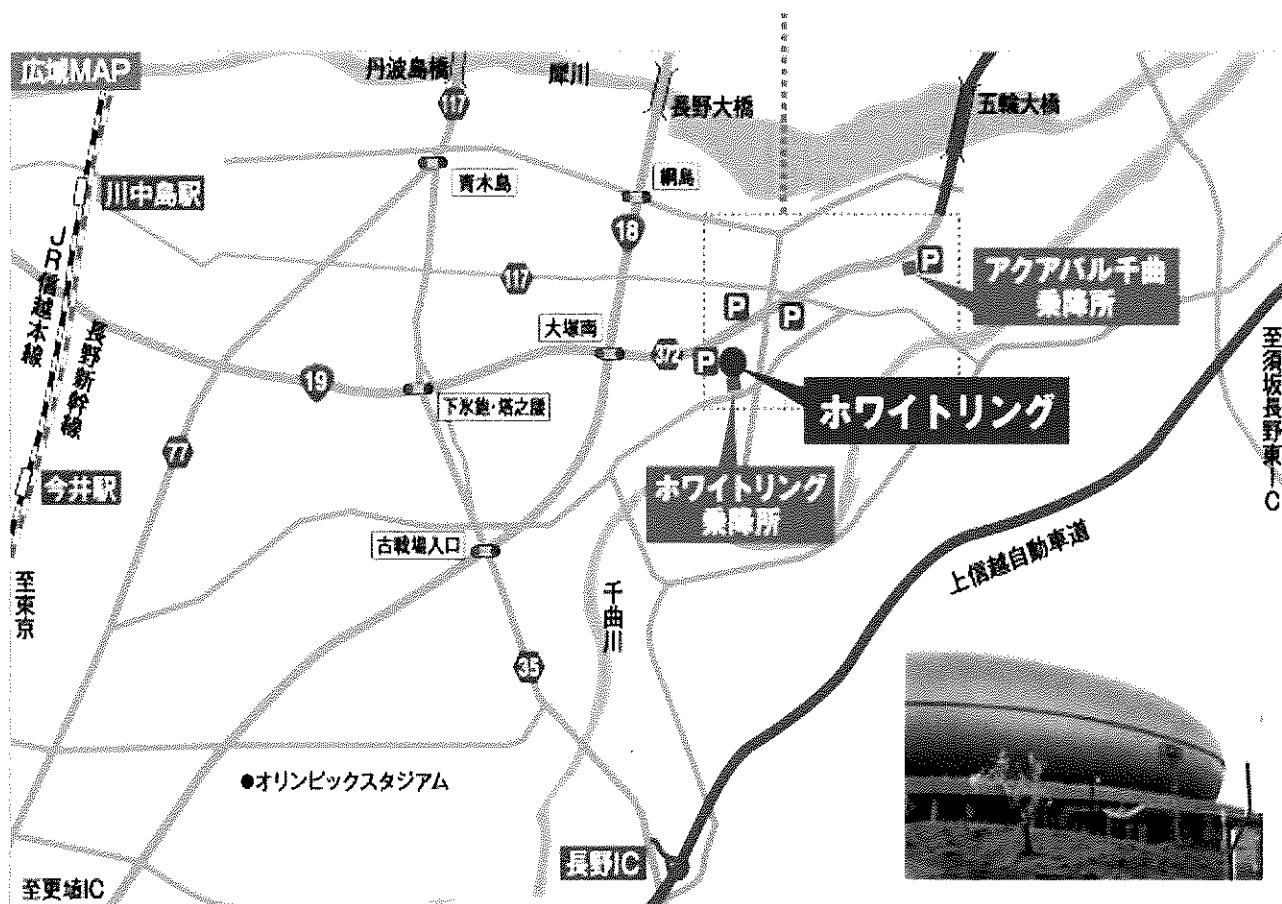 広域MAP
丹波島橋
犀川
長野大橋
五輪大橋
117
青木島
綱島
川中島駅
18
JR信越本線
長野新幹線
117
P
アクアパル千曲
乗降所
P
P
大塚南
372
P
19
下氷鉋・塔之腰
ホワイトリング
至須坂長野東IC
77
今井駅
ホワイトリング
乗降所
古戦場入口
上信越自動車道
至東京
千曲川
35
●オリンピックスタジアム
長野IC
至更埴IC